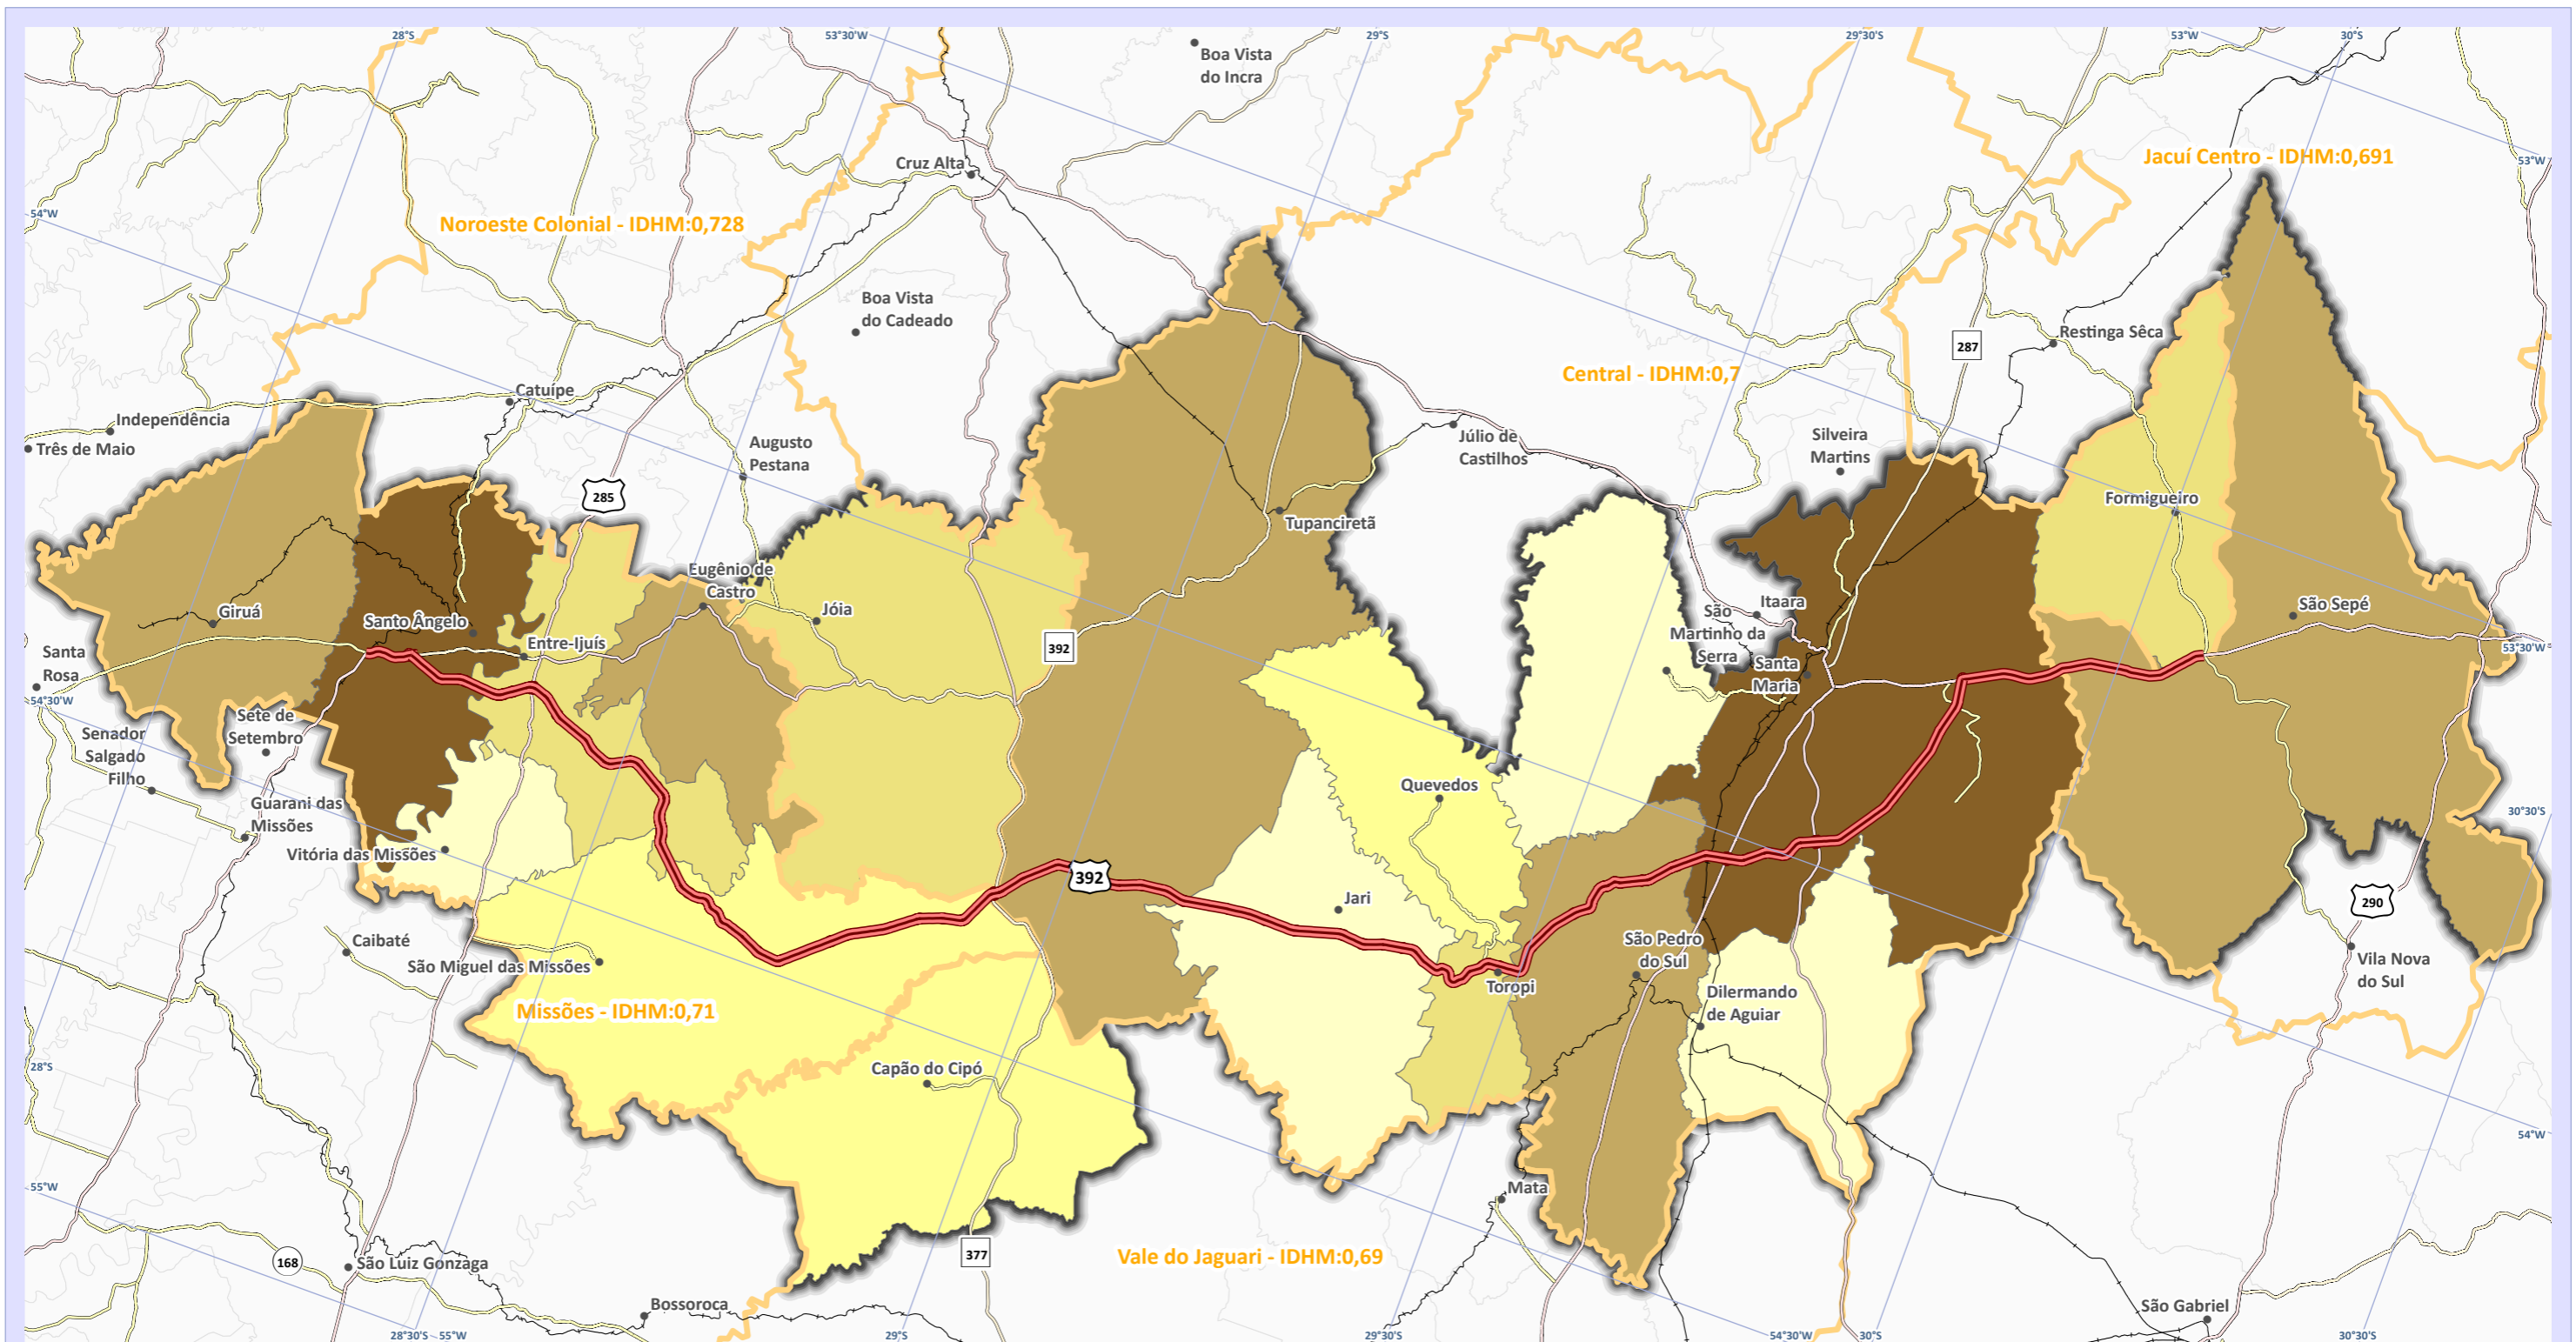 28°S
53°30'W
29°S
29°30'S
53°W
30°S
Boa Vista
do Incra
Cruz Alta
Jacuí Centro - IDHM:0,691
53°W
54°W
Noroeste Colonial - IDHM:0,728
Boa Vista
do Cadeado
Restinga Sêca
287
Central - IDHM:0,7
Catuípe
Independência
Três de Maio
Augusto
Pestana
Júlio de
Castilhos
Silveira
Martins
285
Formigueiro
Tupanciretã
Eugênio de
Castro
Giruá
Jóia
Itaara
São
Martinho da
Serra
São Sepé
Santo Ângelo
Entre-Ijuís
392
53°30'W
Santa
Rosa
Santa
Maria
54°30'W
Sete de
Setembro
Senador
Salgado
Filho
Quevedos
Guarani das
Missões
30°30'S
Vitória das Missões
392
Jari
290
Caibaté
São Miguel das Missões
São Pedro
do Sul
Vila Nova
do Sul
Toropi
Dilermando
de Aguiar
Missões - IDHM:0,71
28°S
Capão do Cipó
54°W
55°W
Mata
377
Vale do Jaguari - IDHM:0,69
168
São Luiz Gonzaga
Bossoroca
São Gabriel
28°30'S
55°W
29°S
29°30'S
54°30'W
30°S
30°30'S